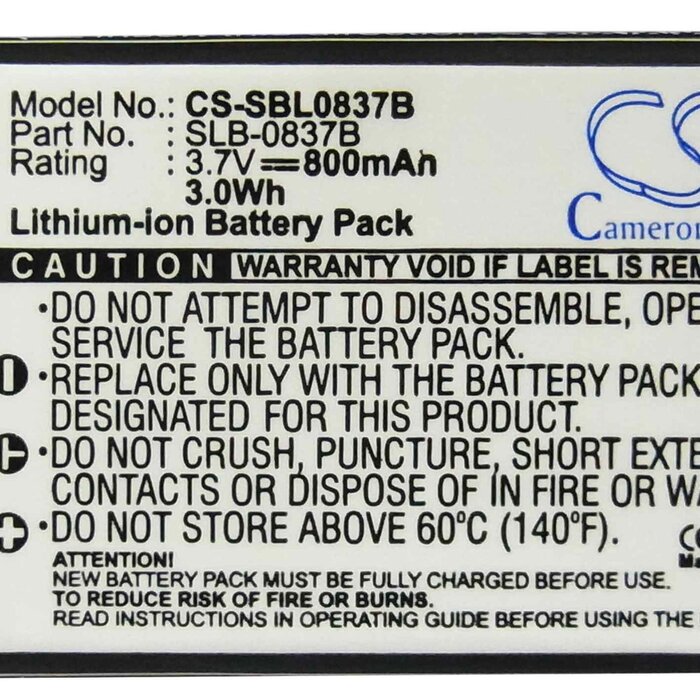 Model No.: CS-SBL0837B
Part No. : SLB-0837B
Rating : 3.7V⎓800mAh
3.0Wh
Lithium-ion Battery Pack
CS
Cameron
CAUTION WARRANTY VOID IF LABEL IS REM
•DO NOT ATTEMPT TO DISASSEMBLE, OPE
SERVICE THE BATTERY PACK.
•REPLACE ONLY WITH THE BATTERY PACK
DESIGNATED FOR THIS PRODUCT.
•DO NOT CRUSH, PUNCTURE, SHORT EXTE
CONTACTS OR DISPOSE OF IN FIRE OR WA
•DO NOT STORE ABOVE 60ºC (140ºF).
ATTENTION!
NEW BATTERY PACK MUST BE FULLY CHARGED BEFORE USE.
TO REDUCE RISK OF FIRE OR BURNS.
READ INSTRUCTIONS IN OPERATING GUIDE BEFORE USING THE
Ma